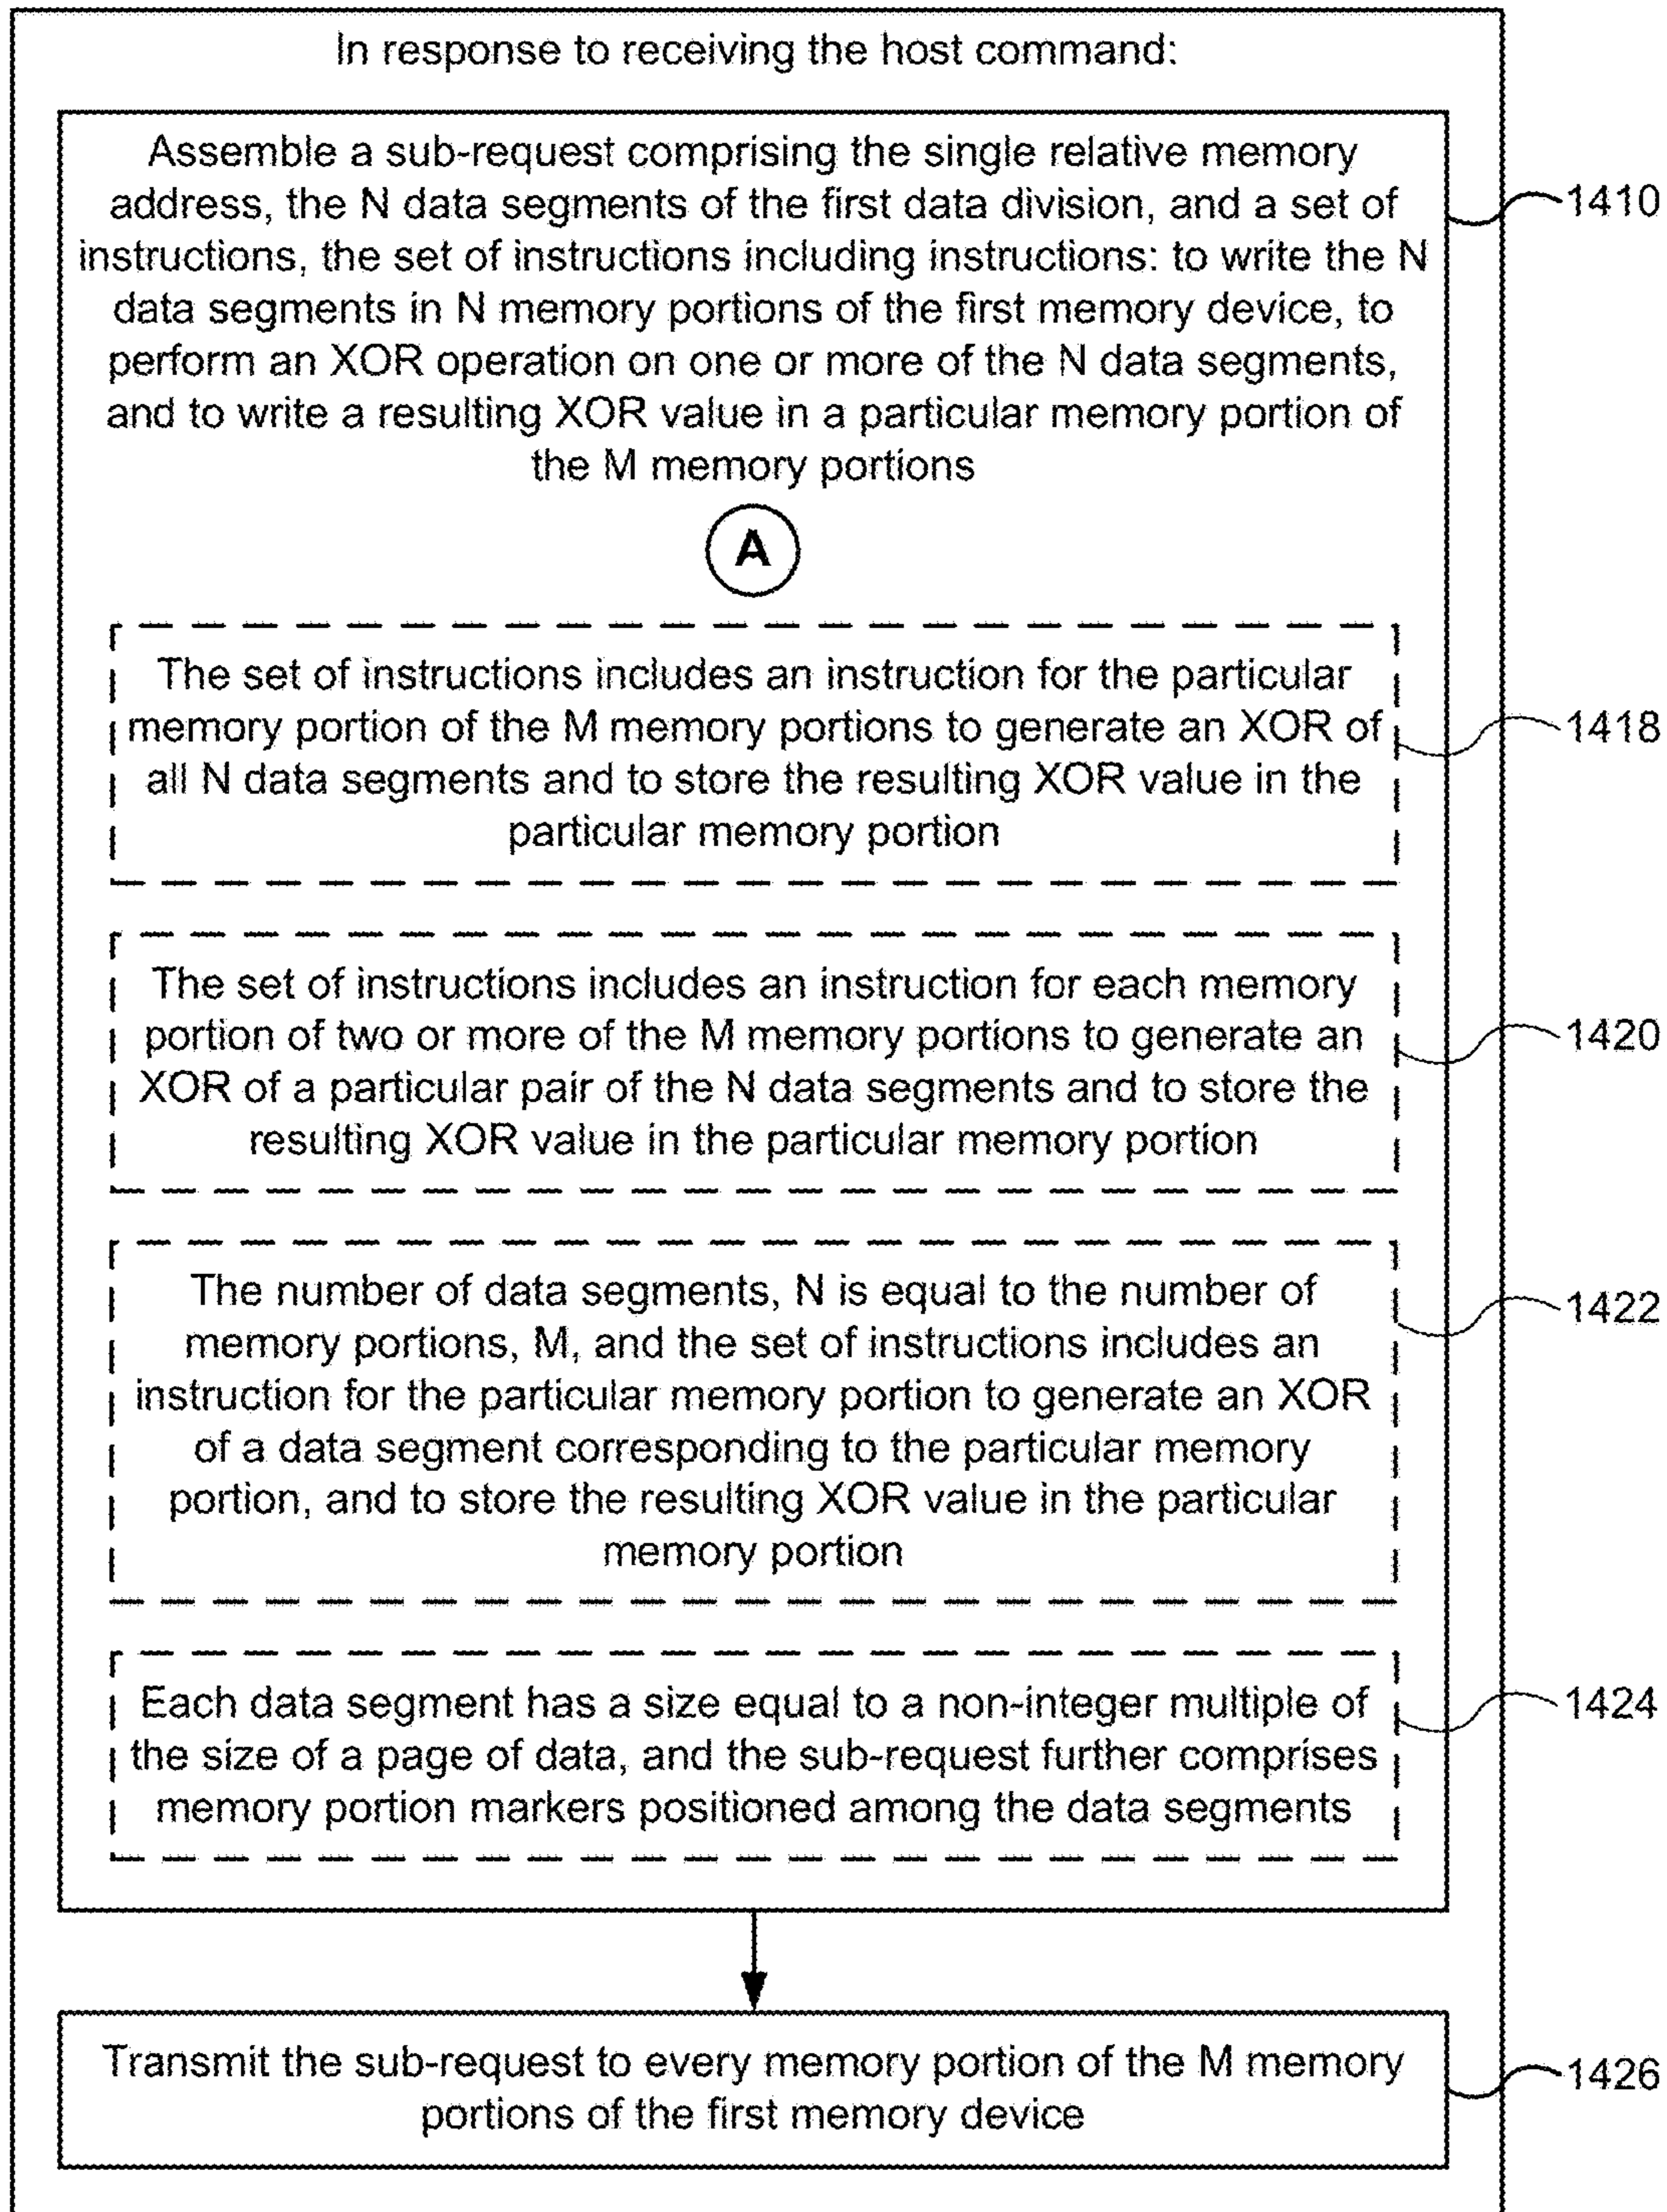 In response to receiving the host command:
Assemble a sub-request comprising the single relative memory
address, the N data segments of the first data division, and a set of
instructions, the set of instructions including instructions: to write the N
data segments in N memory portions of the first memory device, to
perform an XOR operation on one or more of the N data segments,
and to write a resulting XOR value in a particular memory portion of
the M memory portions
1410
A
The set of instructions includes an instruction for the particular
memory portion of the M memory portions to generate an XOR of
all N data segments and to store the resulting XOR value in the
particular memory portion
1418
The set of instructions includes an instruction for each memory
portion of two or more of the M memory portions to generate an
XOR of a particular pair of the N data segments and to store the
resulting XOR value in the particular memory portion
1420
The number of data segments, N is equal to the number of
memory portions, M, and the set of instructions includes an
instruction for the particular memory portion to generate an XOR
of a data segment corresponding to the particular memory
portion, and to store the resulting XOR value in the particular
memory portion
1422
Each data segment has a size equal to a non-integer multiple of
the size of a page of data, and the sub-request further comprises
memory portion markers positioned among the data segments
1424
Transmit the sub-request to every memory portion of the M memory
portions of the first memory device
1426